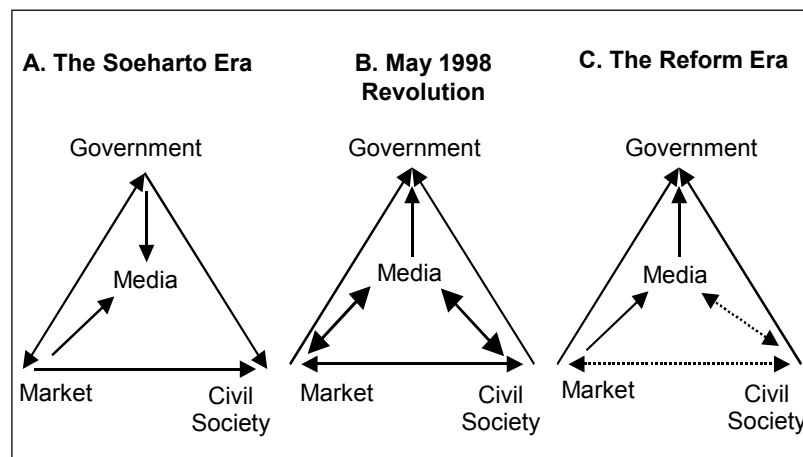 A. The Soeharto Era
Government
Media
Market
Civil
Society
B. May 1998
Revolution
Government
Media
Market
Civil
Society
C. The Reform Era
Government
Media
Market
Civil
Society